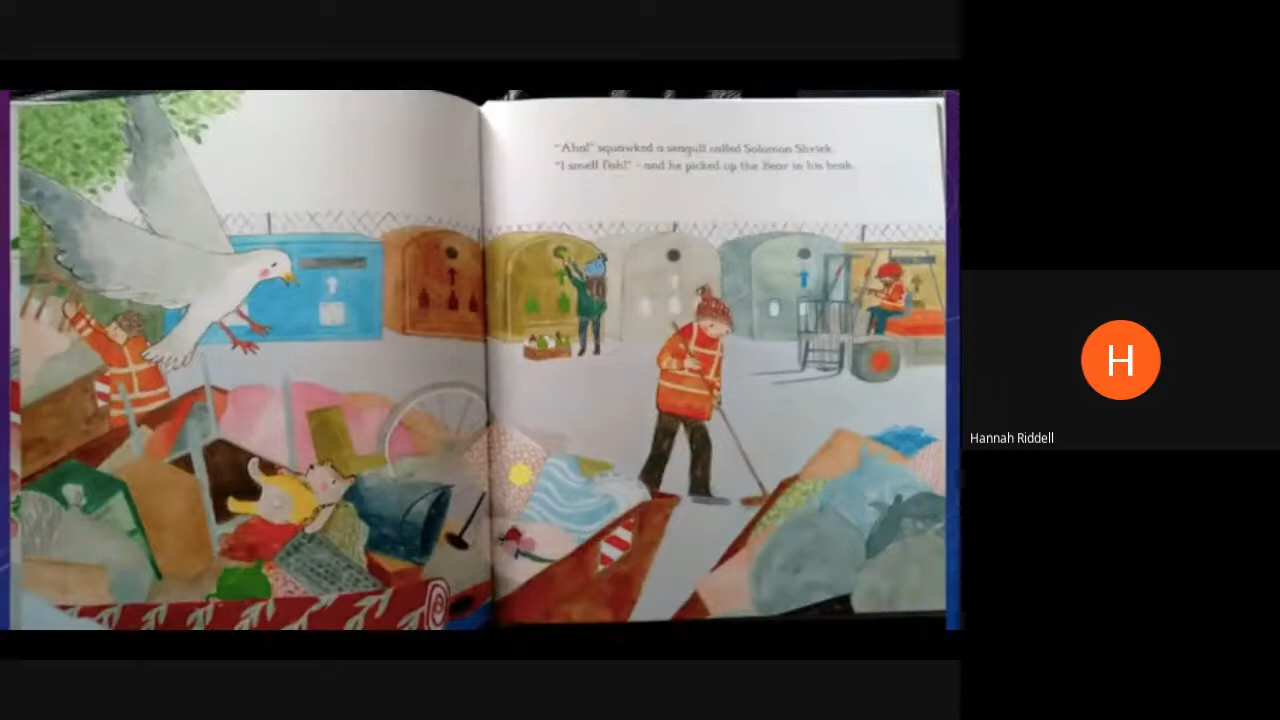 "Aha!" squawked a seagull called Solomon Shriek.
"I smell fish!" - and he picked up the Bear in his beak.
H
Hannah Riddell